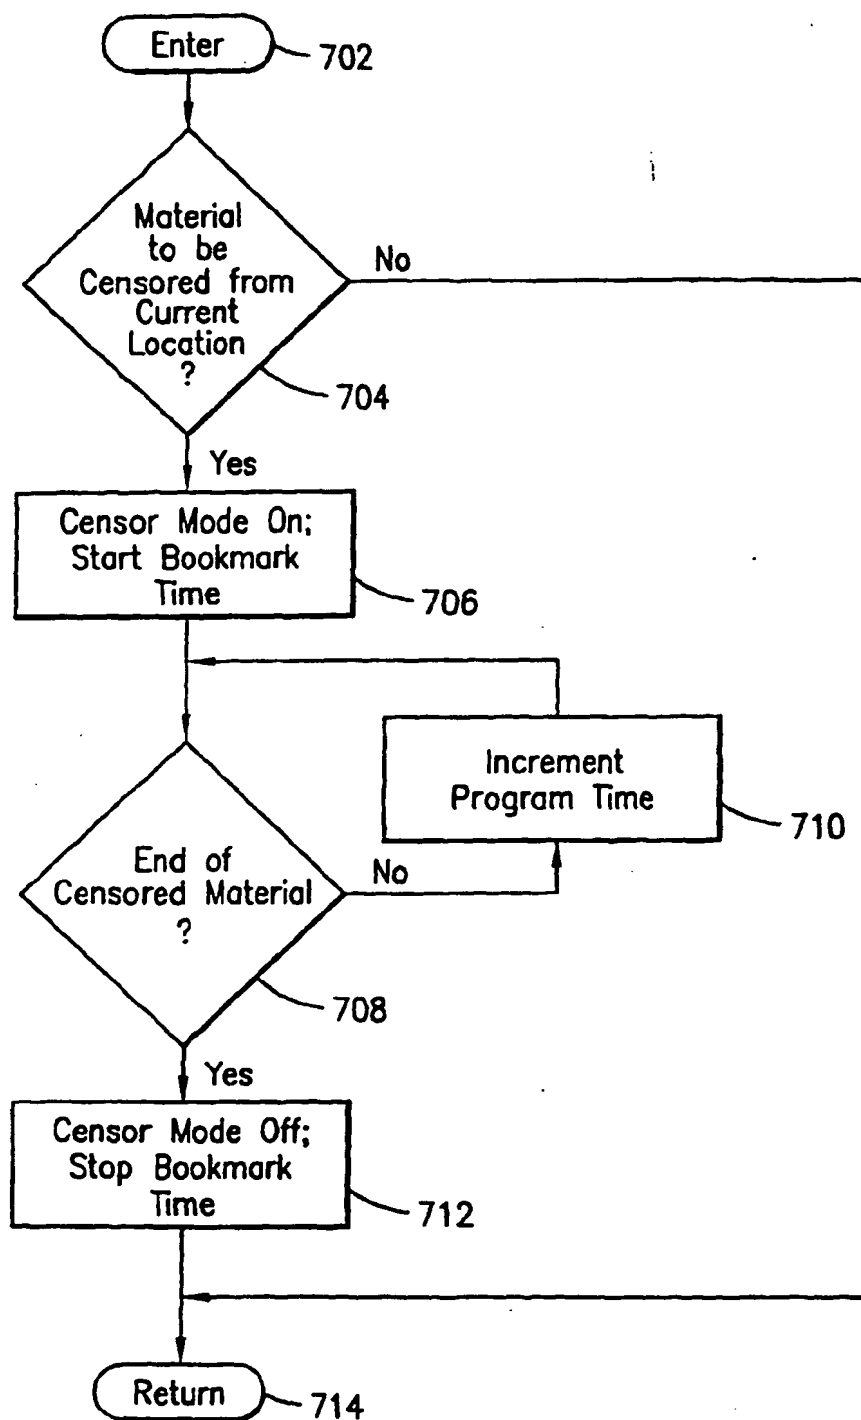 Enter
702
Material
to be
Censored from
Current
Location
?
No
704
Yes
Censor Mode On;
Start Bookmark
Time
706
Increment
Program Time
710
End of
Censored Material
?
No
708
Yes
Censor Mode Off;
Stop Bookmark
Time
712
Return
714